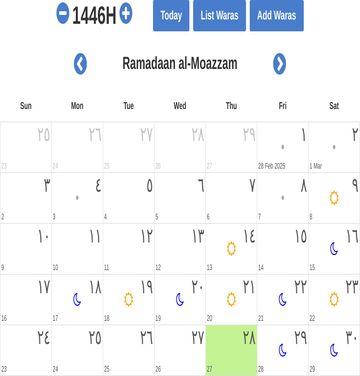 1446H
Today List Waras Add Waras
Ramadaan al-Moazzam
Sun Mon Tue Wed Thu Fri Sat
٢٥ ٢٦ ٢٧ ٢٨ ٢٩ ١ ٢
23 24 25 26 27 28 Feb 2025 1 Mar
٣ ٤ ٥ ٦ ٧ ٨ ٩
2 3 4 5 6 7 8
١٠ ١١ ١٢ ١٣ ١٤ ١٥ ١٦
9 10 11 12 13 14 15
١٧ ١٨ ١٩ ٢٠ ٢١ ٢٢ ٢٣
16 17 18 19 20 21 22
٢٤ ٢٥ ٢٦ ٢٧ ٢٨ ٢٩ ٣٠
23 24 25 26 27 28 29